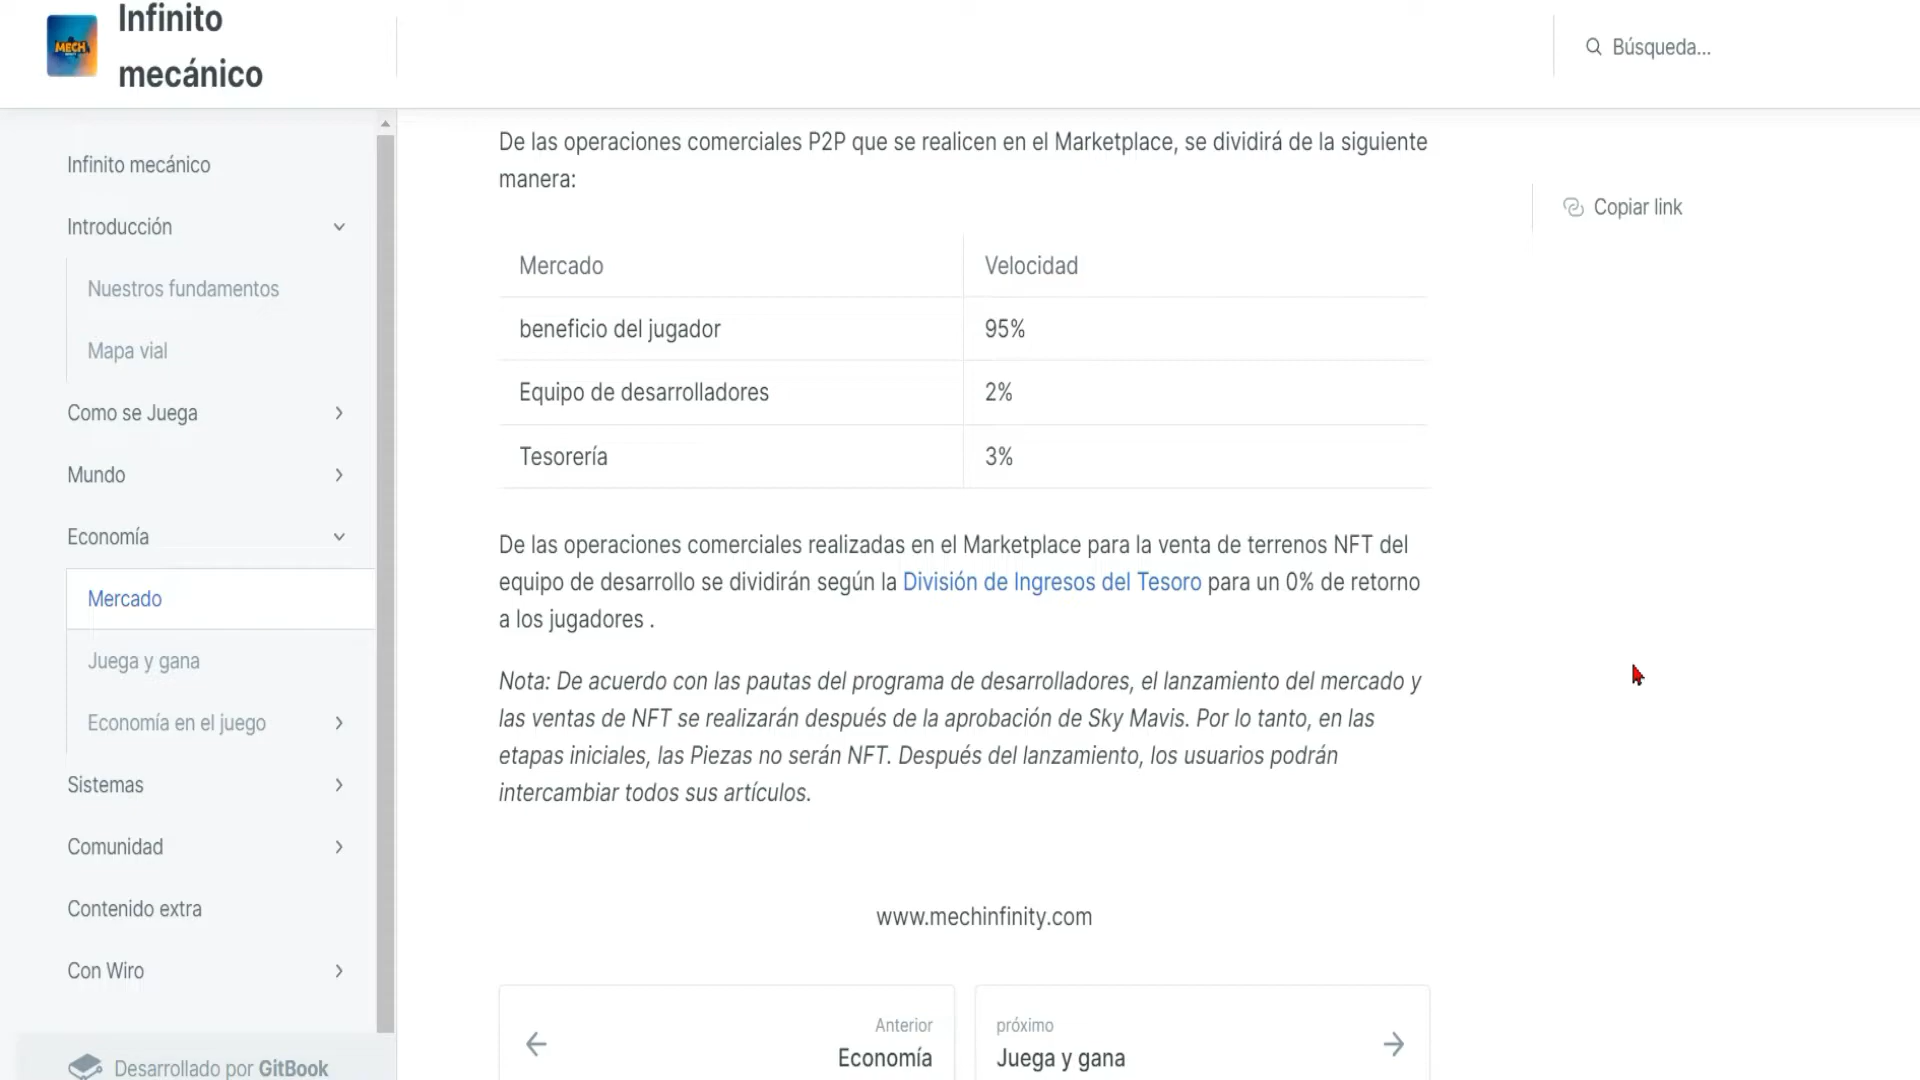 MECH
Infinito
mecánico
Búsqueda...
Infinito mecánico
Introducción
Nuestros fundamentos
Mapa vial
Como se Juega
Mundo
Economía
Mercado
Juega y gana
Economía en el juego
Sistemas
Comunidad
Contenido extra
Con Wiro
Desarrollado por GitBook
De las operaciones comerciales P2P que se realicen en el Marketplace, se dividirá de la siguiente
manera:
Mercado Velocidad
beneficio del jugador 95%
Equipo de desarrolladores 2%
Tesorería 3%
De las operaciones comerciales realizadas en el Marketplace para la venta de terrenos NFT del
equipo de desarrollo se dividirán según la División de Ingresos del Tesoro para un 0% de retorno
a los jugadores .
Nota: De acuerdo con las pautas del programa de desarrolladores, el lanzamiento del mercado y
las ventas de NFT se realizarán después de la aprobación de Sky Mavis. Por lo tanto, en las
etapas iniciales, las Piezas no serán NFT. Después del lanzamiento, los usuarios podrán
intercambiar todos sus artículos.
www.mechinfinity.com
Anterior
Economía
próximo
Juega y gana
Copiar link